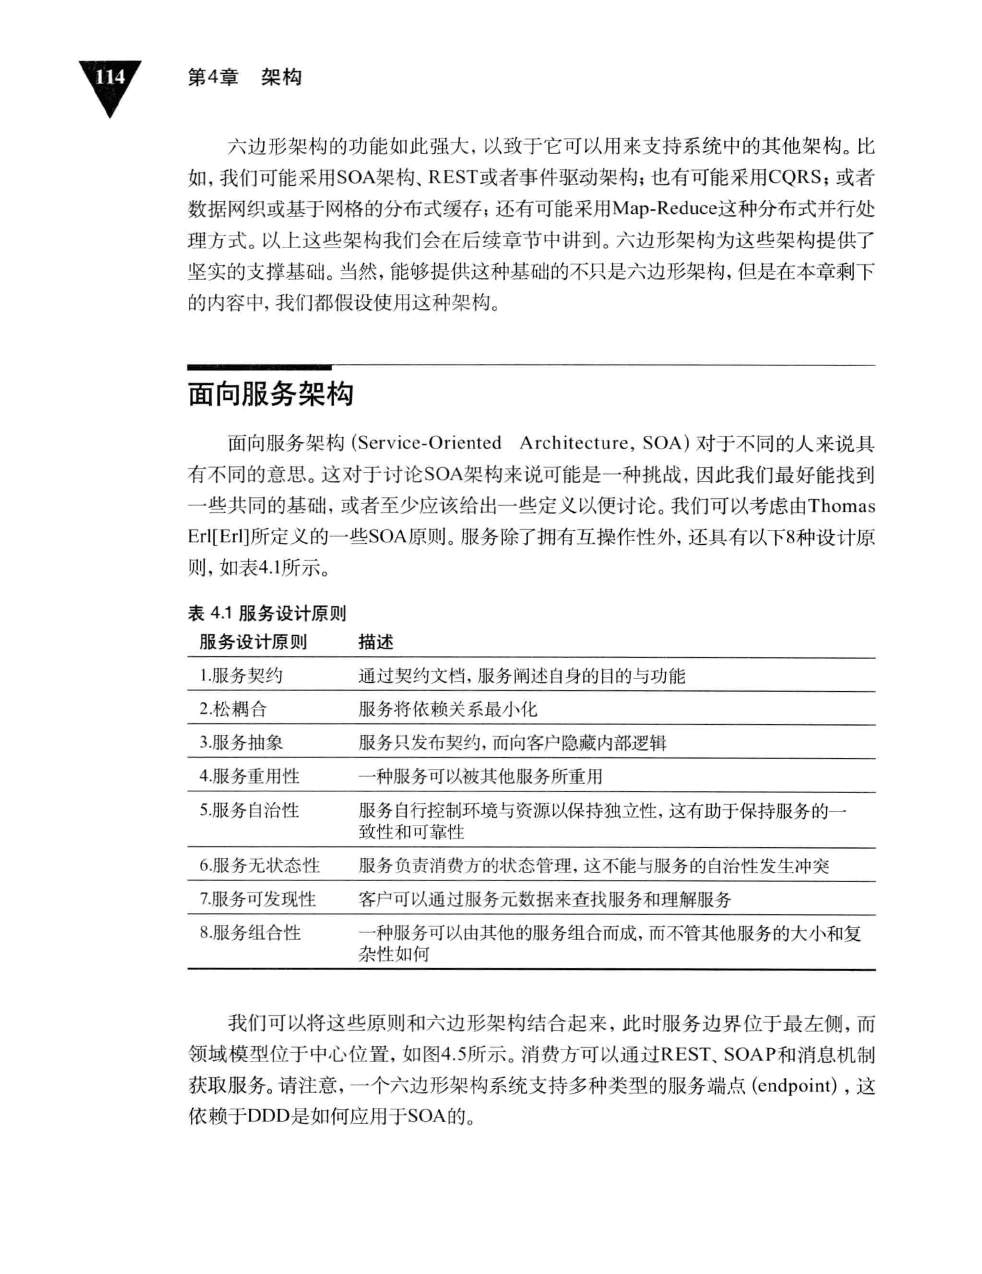 114
第4章 架构
六边形架构的功能如此强大，以致于它可以用来支持系统中的其他架构。比
如，我们可能采用SOA架构、REST或者事件驱动架构；也有可能采用CQRS；或者
数据网织或基于网格的分布式缓存；还有可能采用Map-Reduce这种分布式并行处
理方式。以上这些架构我们会在后续章节中讲到。六边形架构为这些架构提供了
坚实的支撑基础。当然，能够提供这种基础的不只是六边形架构，但是在本章剩下
的内容中，我们都假设使用这种架构。
面向服务架构
面向服务架构（Service-Oriented Architecture，SOA）对于不同的人来说具
有不同的意思。这对于讨论SOA架构来说可能是一种挑战，因此我们最好能找到
一些共同的基础，或者至少应该给出一些定义以便讨论。我们可以考虑由Thomas
Erl[Erl]所定义的一些SOA原则。服务除了拥有互操作性外，还具有以下8种设计原
则，如表4.1所示。
表 4.1 服务设计原则
服务设计原则 描述
1.服务契约 通过契约文档，服务阐述自身的目的与功能
2.松耦合 服务将依赖关系最小化
3.服务抽象 服务只发布契约，而向客户隐藏内部逻辑
4.服务重用性 一种服务可以被其他服务所重用
5.服务自治性 服务自行控制环境与资源以保持独立性，这有助于保持服务的一
致性和可靠性
6.服务无状态性 服务负责消费方的状态管理，这不能与服务的自治性发生冲突
7.服务可发现性 客户可以通过服务元数据来查找服务和理解服务
8.服务组合性 一种服务可以由其他的服务组合而成，而不管其他服务的大小和复
杂性如何
我们可以将这些原则和六边形架构结合起来，此时服务边界位于最左侧，而
领域模型位于中心位置，如图4.5所示。消费方可以通过REST、SOAP和消息机制
获取服务。请注意，一个六边形架构系统支持多种类型的服务端点（endpoint），这
依赖于DDD是如何应用于SOA的。